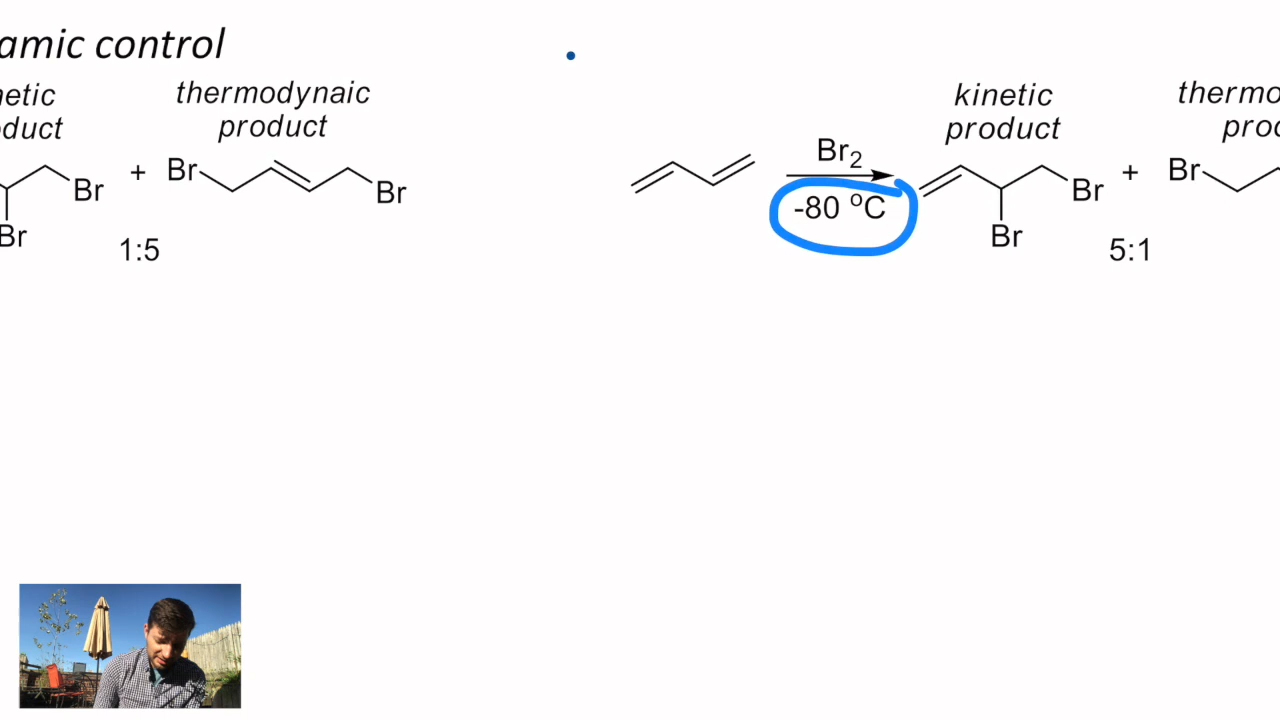 amic control
netic
thermodynaic
duct
product
Br
+
Br
Br
Br
1:5
Br2
-80 °C
kinetic
product
thermo
prod
Br
Br
+
Br
5:1